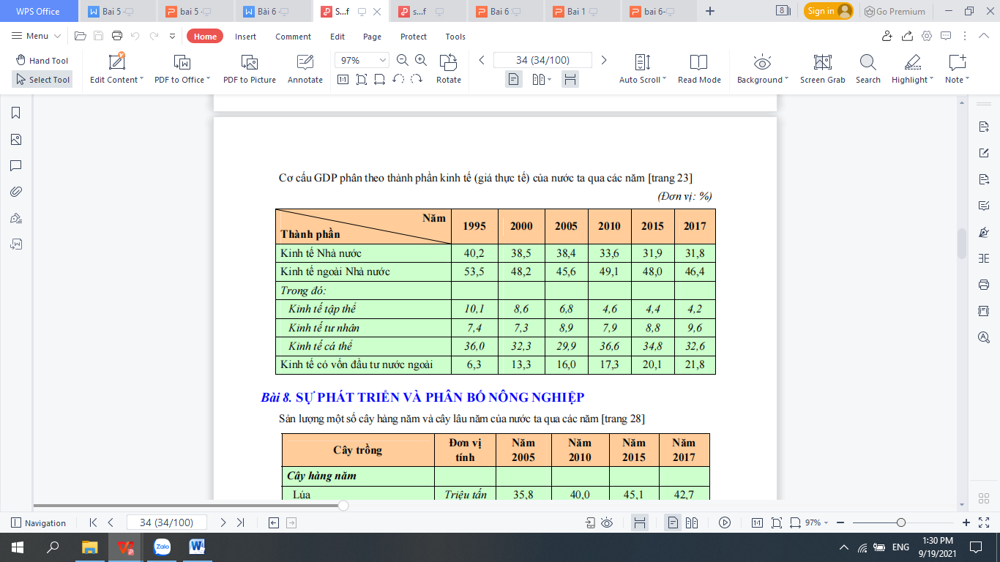 WPS Office Bai 5 - bai 5 - Bài 6 - S...f s...f Bai 6 Bai 1 bai 6- 8 Sign in Go Premium
Menu Home Insert Comment Edit Page Protect Tools
Hand Tool 97% 34 (34/100)
Select Tool Edit Content PDF to Office PDF to Picture Annotate 1:1 Rotate Auto Scroll Read Mode Background Screen Grab Search Highlight Note
Cơ cấu GDP phân theo thành phần kinh tế (giá thực tế) của nước ta qua các năm [trang 23]
(Đơn vị: %)
Năm
Thành phần 1995 2000 2005 2010 2015 2017
Kinh tế Nhà nước 40,2 38,5 38,4 33,6 31,9 31,8
Kinh tế ngoài Nhà nước 53,5 48,2 45,6 49,1 48,0 46,4
Trong đó:
Kinh tế tập thể 10,1 8,6 6,8 4,6 4,4 4,2
Kinh tế tư nhân 7,4 7,3 8,9 7,9 8,8 9,6
Kinh tế cá thể 36,0 32,3 29,9 36,6 34,8 32,6
Kinh tế có vốn đầu tư nước ngoài 6,3 13,3 16,0 17,3 20,1 21,8
Bài 8. SỰ PHÁT TRIỂN VÀ PHÂN BỐ NÔNG NGHIỆP
Sản lượng một số cây hàng năm và cây lâu năm của nước ta qua các năm [trang 28]
Cây trồng Đơn vị tính Năm 2005 Năm 2010 Năm 2015 Năm 2017
Cây hàng năm
Lúa Triệu tấn 35,8 40,0 45,1 42,7
Navigation 34 (34/100) 1:1 97%
Zalo ENG 1:30 PM
9/19/2021